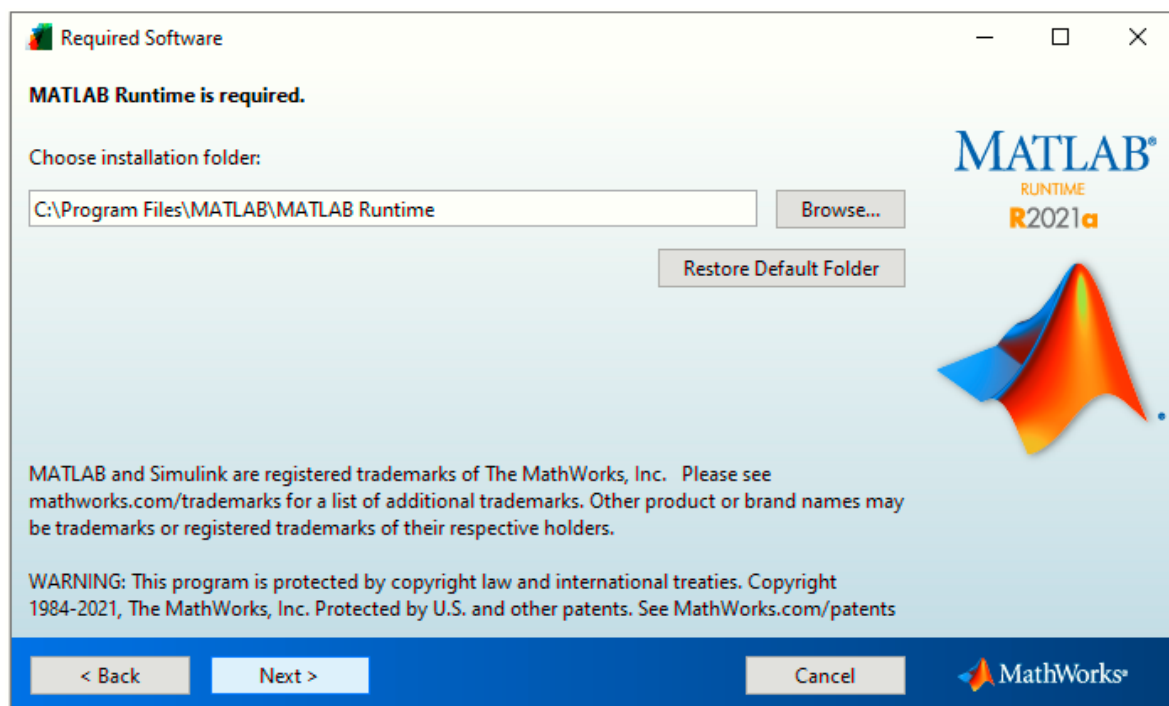 Required Software
MATLAB Runtime is required.
Choose installation folder:
C:\Program Files\MATLAB\MATLAB Runtime
Browse...
Restore Default Folder
MATLAB®
RUNTIME
R2021a
MATLAB and Simulink are registered trademarks of The MathWorks, Inc.   Please see
mathworks.com/trademarks for a list of additional trademarks. Other product or brand names may
be trademarks or registered trademarks of their respective holders.
WARNING: This program is protected by copyright law and international treaties. Copyright
1984-2021, The MathWorks, Inc. Protected by U.S. and other patents. See MathWorks.com/patents
< Back
Next >
Cancel
MathWorks®